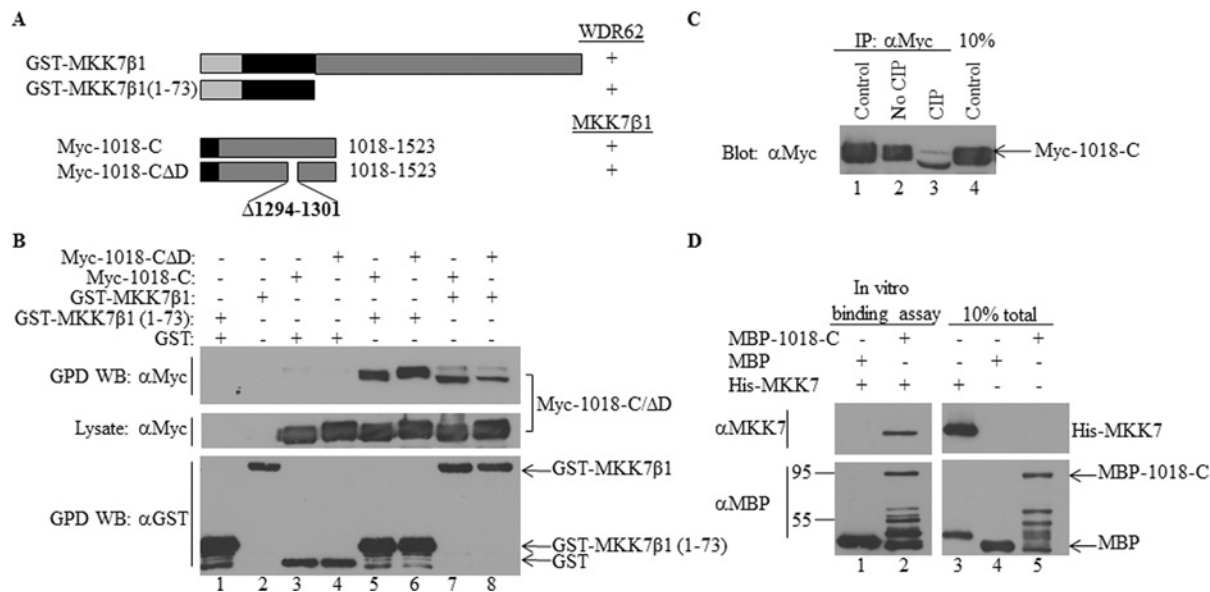 A
WDR62
GST-MKK7β1 +
GST-MKK7β1(1-73) +
MKK7β1
Myc-1018-C 1018-1523 +
Myc-1018-CΔD 1018-1523 +
Δ1294-1301
B
Myc-1018-CΔD: - - - + - + - +
Myc-1018-C: - - + - + - + -
GST-MKK7β1: - + - - - - + +
GST-MKK7β1 (1-73): + - - - + + - -
GST: + - + + - - - -
GPD WB: αMyc
Myc-1018-C/ΔD
Lysate: αMyc
GST-MKK7β1
GPD WB: αGST
GST-MKK7β1 (1-73)
GST
1 2 3 4 5 6 7 8
C
IP: αMyc 10%
Control No CIP CIP Control
Blot: αMyc Myc-1018-C
1 2 3 4
D
In vitro
binding assay 10% total
MBP-1018-C: - + - - +
MBP: + - - + -
His-MKK7: + + + - -
αMKK7 His-MKK7
95 MBP-1018-C
αMBP
55
MBP
1 2 3 4 5